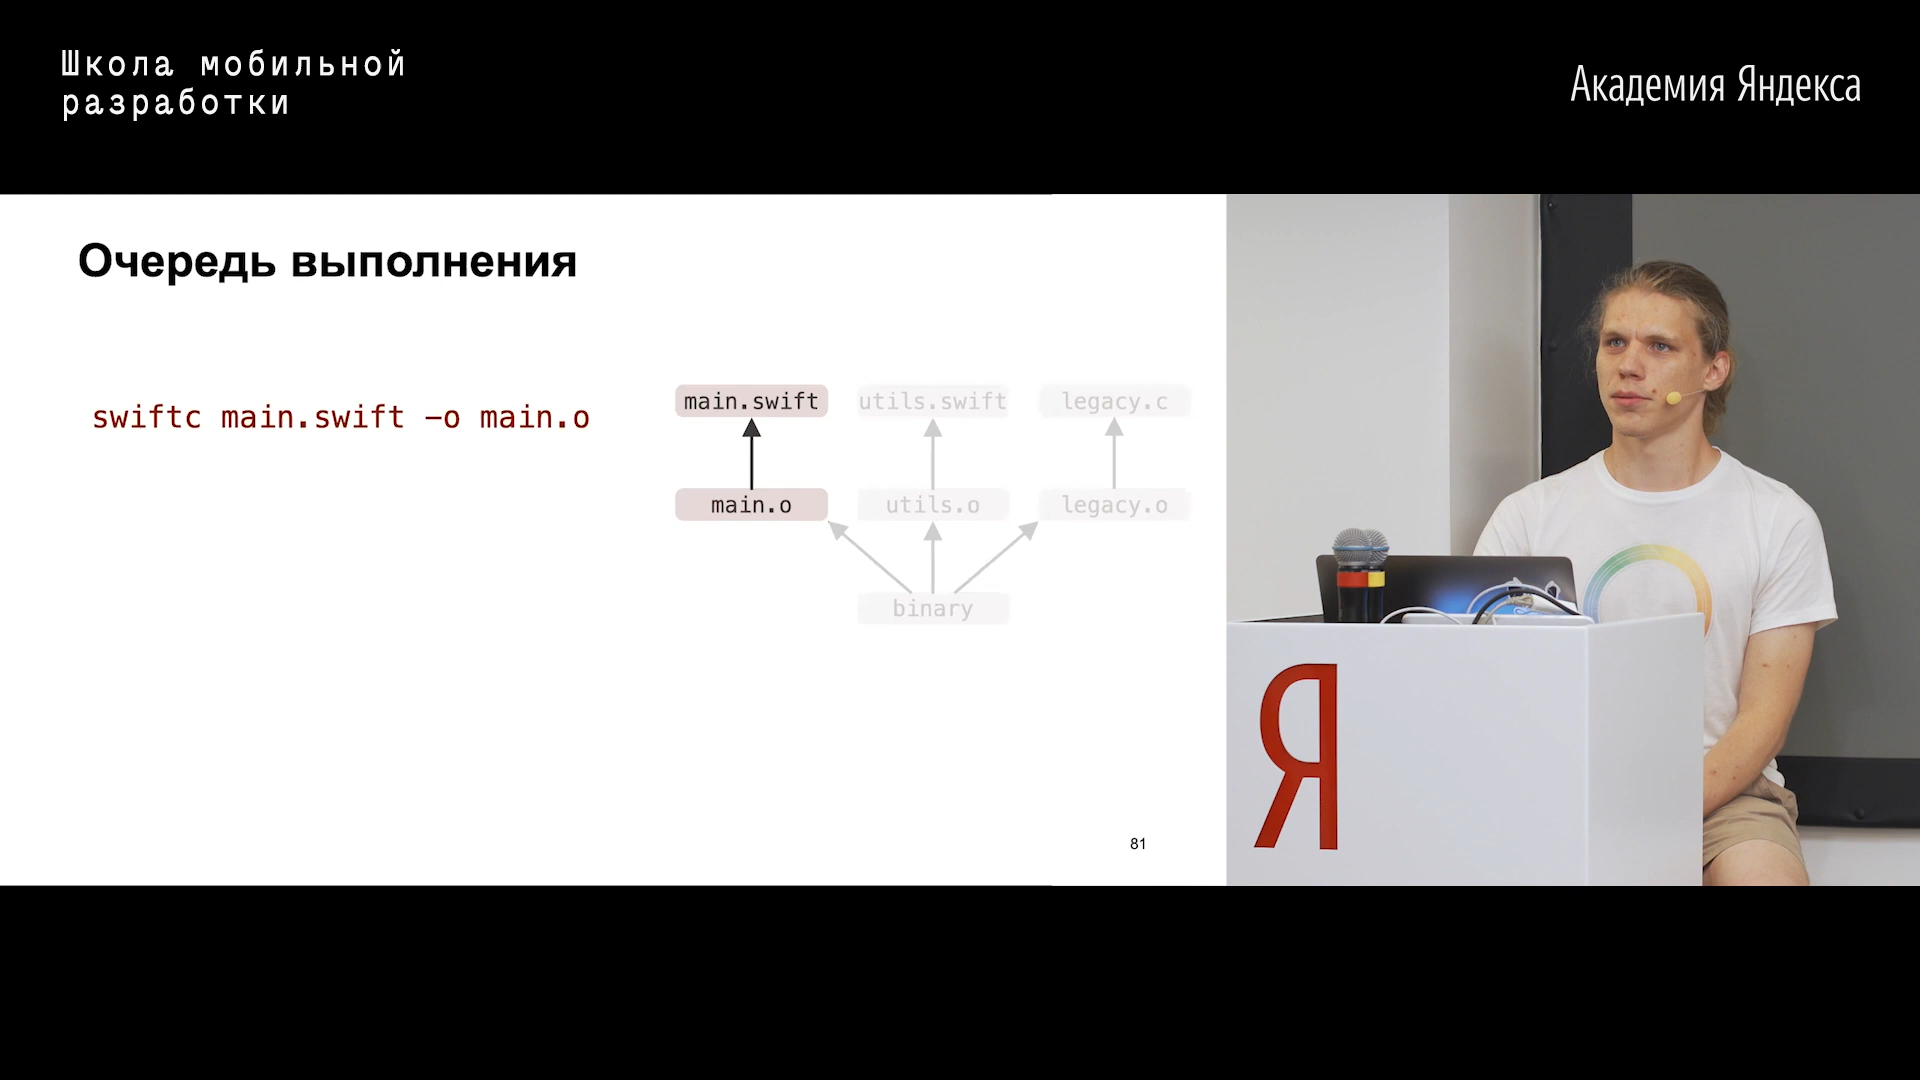 Школа мобильной
разработки
Академия Яндекса
Очередь выполнения
swiftc main.swift -o main.o
main.swift utils.swift legacy.c
main.o utils.o legacy.o
binary
81
Я